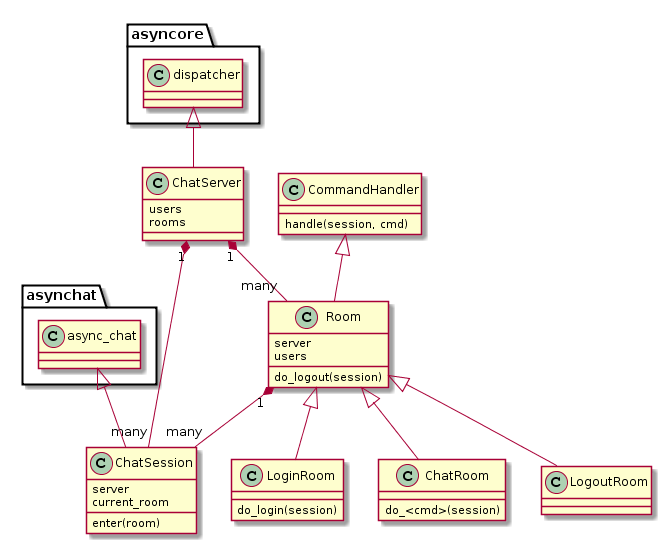 asyncore
C dispatcher
C ChatServer
users
rooms
C CommandHandler
handle(session, cmd)
1
1
many
asynchat
C async_chat
C Room
server
users
do_logout(session)
1
many
many
C ChatSession
server
current_room
enter(room)
C LoginRoom
do_login(session)
C ChatRoom
do_<cmd>(session)
C LogoutRoom